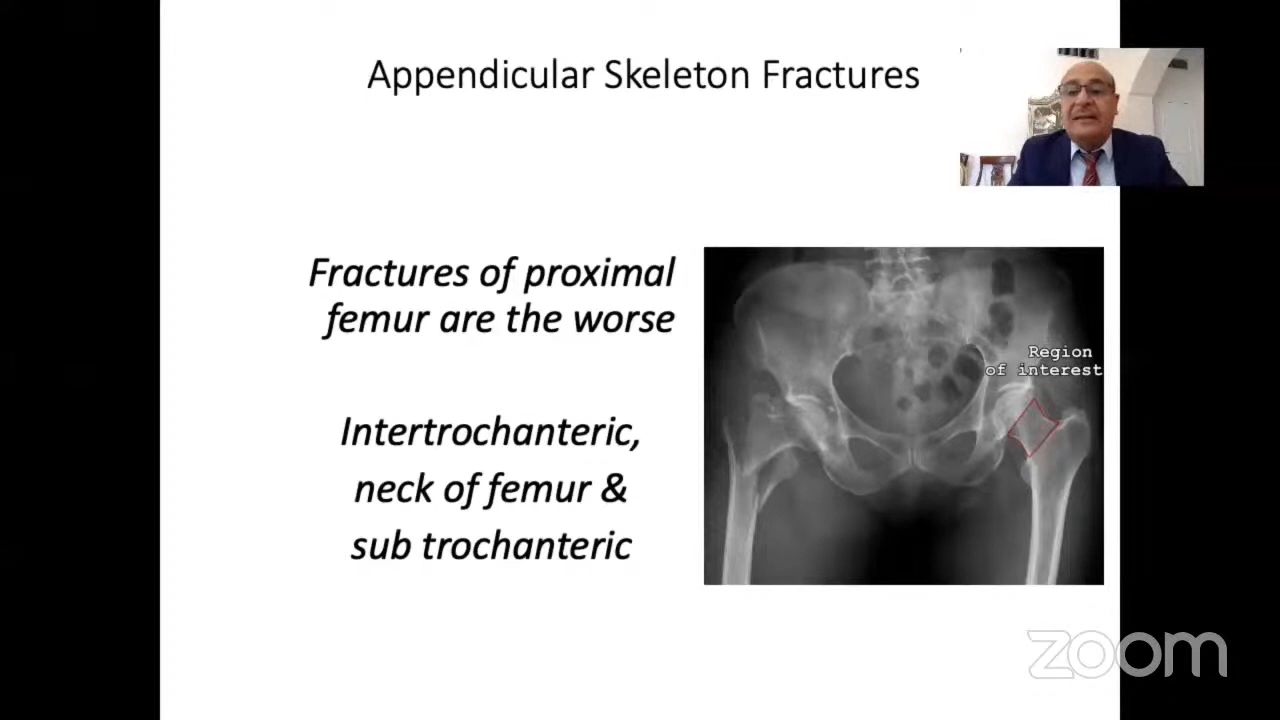 Appendicular Skeleton Fractures
Fractures of proximal
femur are the worse
Intertrochanteric,
neck of femur &
sub trochanteric
Region
of interest
zoom